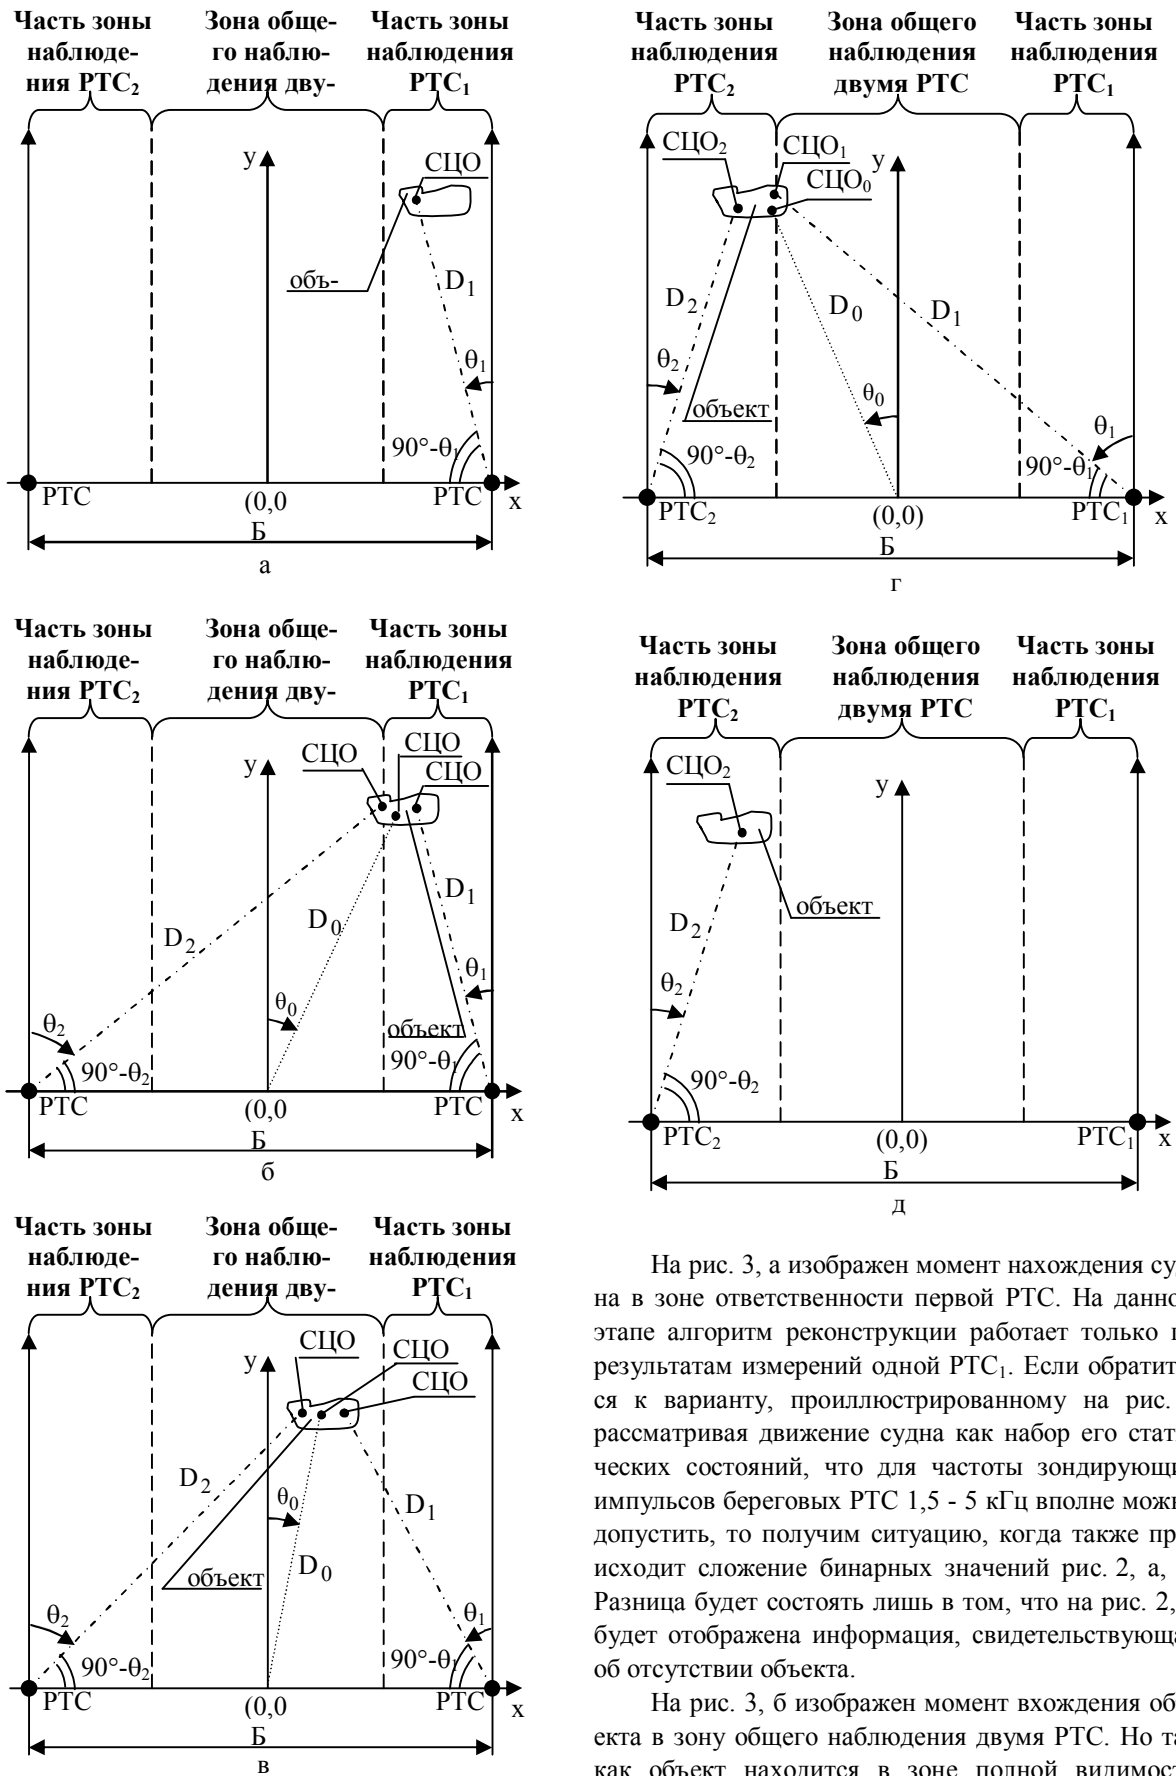 Часть зоны
наблюде-
ния РТС₂
Зона обще-
го наблю-
дения дву-
Часть зоны
наблюдения
РТС₁
y
СЦО
объ-
D₁
θ₁
90°-θ₁
РТС
(0,0
РТС
x
Б
а
Часть зоны
наблюде-
ния РТС₂
Зона обще-
го наблю-
дения дву-
Часть зоны
наблюдения
РТС₁
y
СЦО
СЦО
СЦО
D₂
D₀
D₁
θ₂
θ₀
θ₁
объект
90°-θ₂
90°-θ₁
РТС
(0,0
РТС
x
Б
б
Часть зоны
наблюде-
ния РТС₂
Зона обще-
го наблю-
дения дву-
Часть зоны
наблюдения
РТС₁
y
СЦО
СЦО
СЦО
D₂
θ₀
D₁
D₀
объект
θ₂
θ₁
90°-θ₂
90°-θ₁
РТС
(0,0
РТС
x
Б
в
Часть зоны
наблюдения
РТС₂
Зона общего
наблюдения
двумя РТС
Часть зоны
наблюдения
РТС₁
СЦО₂
СЦО₁
y
СЦО₀
D₂
D₀
D₁
θ₂
θ₀
объект
θ₁
90°-θ₂
90°-θ₁
РТС₂
(0,0)
РТС₁
x
Б
г
Часть зоны
наблюдения
РТС₂
Зона общего
наблюдения
двумя РТС
Часть зоны
наблюдения
РТС₁
СЦО₂
y
объект
D₂
θ₂
90°-θ₂
РТС₂
(0,0)
РТС₁
x
Б
д
На рис. 3, а изображен момент нахождения су
на в зоне ответственности первой РТС. На данно
этапе алгоритм реконструкции работает только п
результатам измерений одной РТС₁. Если обратит
ся к варианту, проиллюстрированному на рис.
рассматривая движение судна как набор его стат
ческих состояний, что для частоты зондирующи
импульсов береговых РТС 1,5 - 5 кГц вполне можн
допустить, то получим ситуацию, когда также пр
исходит сложение бинарных значений рис. 2, а,
Разница будет состоять лишь в том, что на рис. 2,
будет отображена информация, свидетельствующа
об отсутствии объекта.
На рис. 3, б изображен момент вхождения об
екта в зону общего наблюдения двумя РТС. Но та
как объект находится в зоне полной видимост